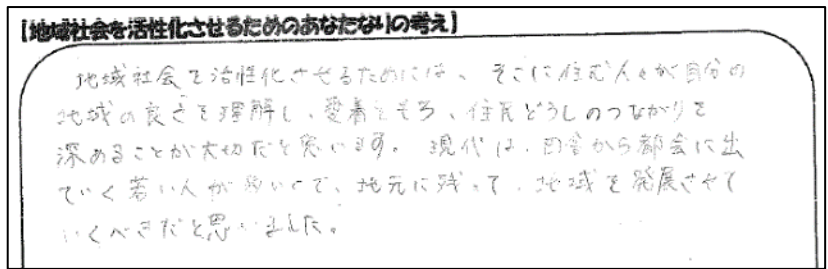 【地域社会を活性化させるためのあなたなりの考え】
地域社会を活性化させるためには、そこに住む人々が自分の
地域の良さを理解し、愛着をもち、住民どうしのつながりを
深めることが大切だと思います。現代は、田舎から都会に出
ていく若い人が多いので、地元に残って、地域を発展させて
いくべきだと思いました。